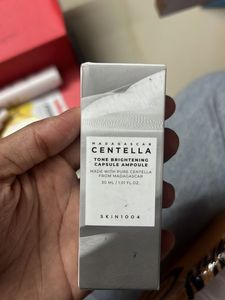 MADAGASCAR
CENTELLA
TONE BRIGHTENING
CAPSULE AMPOULE
MADE WITH PURE CENTELLA
FROM MADAGASCAR
30 ML / 1.01 FL.OZ.
SKIN1004